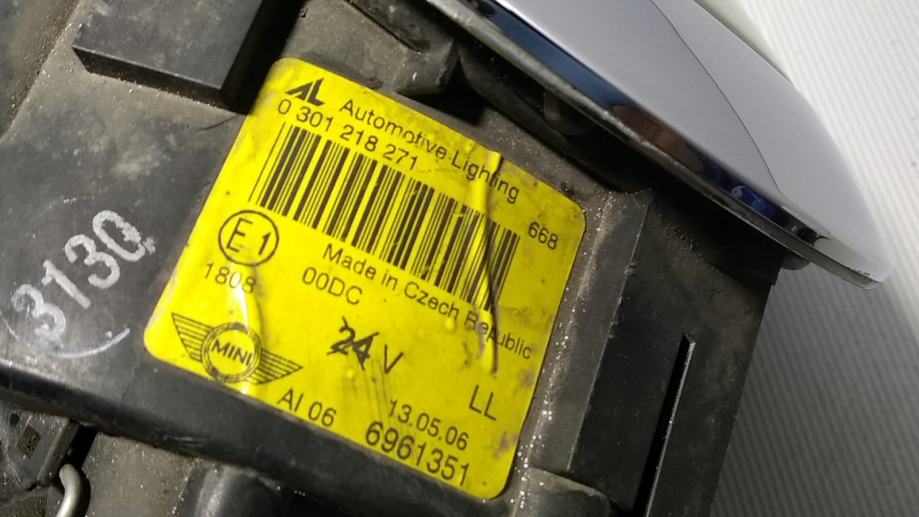 AL Automotive Lighting
0 301 218 271
668
E1
Made in Czech Republic
1808
00DC
MINI
24 V
LL
AI 06
13.05.06
6961351
3130